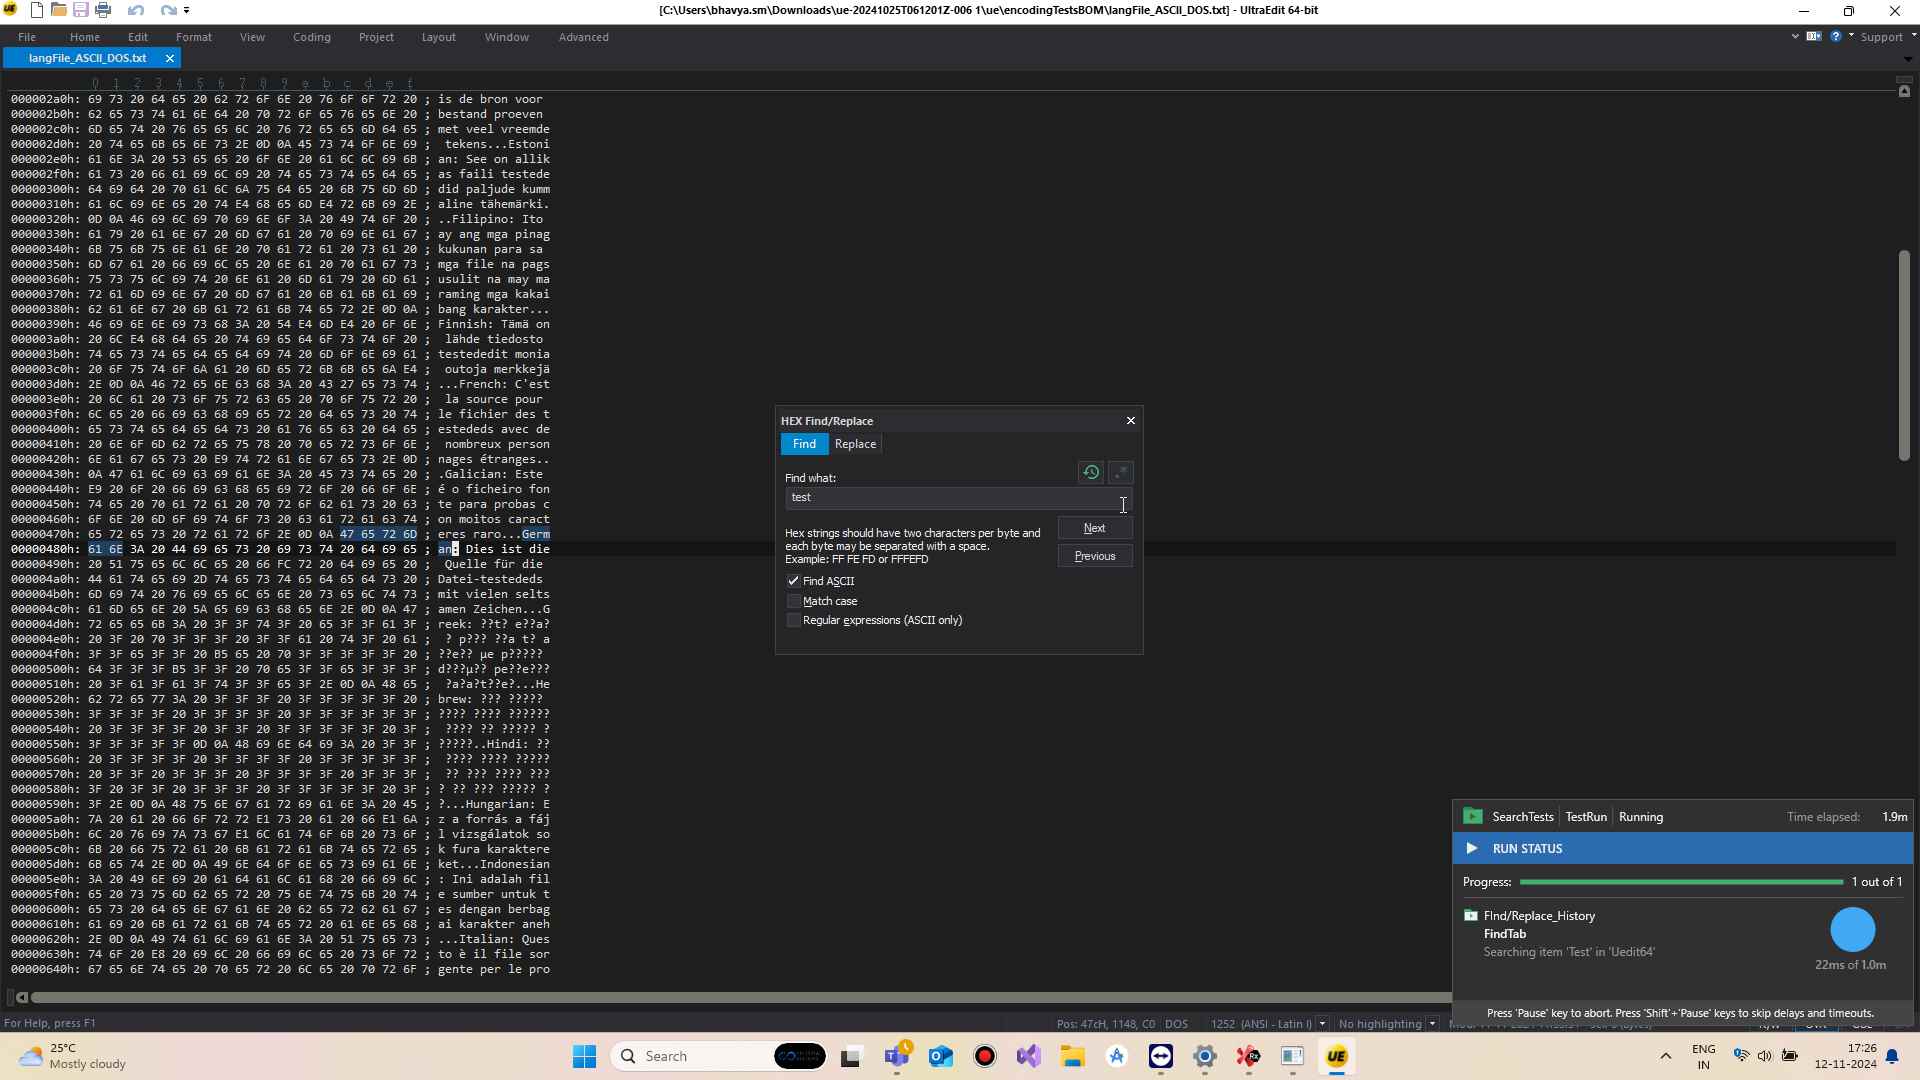 [C:\Users\bhavya.sm\Downloads\ue-20241025T061201Z-006 1\ue\encodingTestsBOM\langFile_ASCII_DOS.txt] - UltraEdit 64-bit
File Home Edit Format View Coding Project Layout Window Advanced Support
langFile_ASCII_DOS.txt
0 1 2 3 4 5 6 7 8 9 a b c d e f
000002a0h: 69 73 20 64 65 20 62 72 6F 6E 20 76 6F 6F 72 20 ; is de bron voor
000002b0h: 62 65 73 74 61 6E 64 20 70 72 6F 65 76 65 6E 20 ; bestand proeven
000002c0h: 6D 65 74 20 76 65 65 6C 20 76 72 65 65 6D 64 65 ; met veel vreemde
000002d0h: 20 74 65 6B 65 6E 73 2E 0D 0A 45 73 74 6F 6E 69 ;  tekens...Estoni
000002e0h: 61 6E 3A 20 53 65 65 20 6F 6E 20 61 6C 6C 69 6B ; an: See on allik
000002f0h: 61 73 20 66 61 69 6C 69 20 74 65 73 74 65 64 65 ; as faili testede
00000300h: 64 69 64 20 70 61 6C 6A 75 64 65 20 6B 75 6D 6D ; did paljude kumm
00000310h: 61 6C 69 6E 65 20 74 E4 68 65 6D E4 72 6B 69 2E ; aline tähemärki.
00000320h: 0D 0A 46 69 6C 69 70 69 6E 6F 3A 20 49 74 6F 20 ; ..Filipino: Ito
00000330h: 61 79 20 61 6E 67 20 6D 67 61 20 70 69 6E 61 67 ; ay ang mga pinag
00000340h: 6B 75 6B 75 6E 61 6E 20 70 61 72 61 20 73 61 20 ; kukunan para sa
00000350h: 6D 67 61 20 66 69 6C 65 20 6E 61 20 70 61 67 73 ; mga file na pags
00000360h: 75 73 75 6C 69 74 20 6E 61 20 6D 61 79 20 6D 61 ; usulit na may ma
00000370h: 72 61 6D 69 6E 67 20 6D 67 61 20 6B 61 6B 61 69 ; raming mga kakai
00000380h: 62 61 6E 67 20 6B 61 72 61 6B 74 65 72 2E 0D 0A ; bang karakter...
00000390h: 46 69 6E 6E 69 73 68 3A 20 54 E4 6D E4 20 6F 6E ; Finnish: Tämä on
000003a0h: 20 6C E4 68 64 65 20 74 69 65 64 6F 73 74 6F 20 ;  lähde tiedosto
000003b0h: 74 65 73 74 65 64 65 64 69 74 20 6D 6F 6E 69 61 ; testededit monia
000003c0h: 20 6F 75 74 6F 6A 61 20 6D 65 72 6B 6B 65 6A E4 ;  outoja merkkejä
000003d0h: 2E 0D 0A 46 72 65 6E 63 68 3A 20 43 27 65 73 74 ; ...French: C'est
000003e0h: 20 6C 61 20 73 6F 75 72 63 65 20 70 6F 75 72 20 ;  la source pour
000003f0h: 6C 65 20 66 69 63 68 69 65 72 20 64 65 73 20 74 ; le fichier des t
00000400h: 65 73 74 65 64 65 64 73 20 61 76 65 63 20 64 65 ; estededs avec de
00000410h: 20 6E 6F 6D 62 72 65 75 78 20 70 65 72 73 6F 6E ;  nombreux person
00000420h: 6E 61 67 65 73 20 E9 74 72 61 6E 67 65 73 2E 0D ; nages étranges..
00000430h: 0A 47 61 6C 69 63 69 61 6E 3A 20 45 73 74 65 20 ; .Galician: Este
00000440h: E9 20 6F 20 66 69 63 68 65 69 72 6F 20 66 6F 6E ; é o ficheiro fon
00000450h: 74 65 20 70 61 72 61 20 70 72 6F 62 61 73 20 63 ; te para probas c
00000460h: 6F 6E 20 6D 6F 69 74 6F 73 20 63 61 72 61 63 74 ; on moitos caract
00000470h: 65 72 65 73 20 72 61 72 6F 2E 0D 0A 47 65 72 6D ; eres raro...Germ
00000480h: 61 6E 3A 20 44 69 65 73 20 69 73 74 20 64 69 65 ; an: Dies ist die
00000490h: 20 51 75 65 6C 6C 65 20 66 FC 72 20 64 69 65 20 ;  Quelle für die
000004a0h: 44 61 74 65 69 2D 74 65 73 74 65 64 65 64 73 20 ; Datei-testededs
000004b0h: 6D 69 74 20 76 69 65 6C 65 6E 20 73 65 6C 74 73 ; mit vielen selts
000004c0h: 61 6D 65 6E 20 5A 65 69 63 68 65 6E 2E 0D 0A 47 ; amen Zeichen...G
000004d0h: 72 65 65 6B 3A 20 3F 3F 74 3F 20 65 3F 3F 61 3F ; reek: ??t? e??a?
000004e0h: 20 3F 20 70 3F 3F 3F 20 3F 3F 61 20 74 3F 20 61 ; ? p??? ??a t? a
000004f0h: 3F 3F 65 3F 3F 20 B5 65 20 70 3F 3F 3F 3F 3F 20 ; ??e?? µe p?????
00000500h: 64 3F 3F 3F B5 3F 3F 20 70 65 3F 3F 65 3F 3F 3F ; d???µ?? pe??e???
00000510h: 20 3F 61 3F 61 3F 74 3F 3F 65 3F 2E 0D 0A 48 65 ;  ?a?a?t??e?...He
00000520h: 62 72 65 77 3A 20 3F 3F 3F 20 3F 3F 3F 3F 3F 20 ; brew: ??? ?????
00000530h: 3F 3F 3F 3F 20 3F 3F 3F 3F 20 3F 3F 3F 3F 3F 3F ; ???? ???? ??????
00000540h: 20 3F 3F 3F 3F 20 3F 3F 20 3F 3F 3F 3F 3F 20 3F ;  ???? ?? ????? ?
00000550h: 3F 3F 3F 3F 3F 0D 0A 48 69 6E 64 69 3A 20 3F 3F ; ?????..Hindi: ??
00000560h: 20 3F 3F 3F 3F 20 3F 3F 3F 3F 20 3F 3F 3F 3F 3F ;  ???? ???? ?????
00000570h: 20 3F 3F 20 3F 3F 3F 20 3F 3F 3F 3F 20 3F 3F 3F ;  ?? ??? ???? ???
00000580h: 3F 20 3F 3F 20 3F 3F 3F 20 3F 3F 3F 3F 3F 20 3F ; ? ?? ??? ????? ?
00000590h: 3F 2E 0D 0A 48 75 6E 67 61 72 69 61 6E 3A 20 45 ; ?...Hungarian: E
000005a0h: 7A 20 61 20 66 6F 72 72 E1 73 20 61 20 66 E1 6A ; z a forrás a fáj
000005b0h: 6C 20 76 69 7A 73 67 E1 6C 61 74 6F 6B 20 73 6F ; l vizsgálatok so
000005c0h: 6B 20 66 75 72 61 20 6B 61 72 61 6B 74 65 72 65 ; k fura karaktere
000005d0h: 6B 65 74 2E 0D 0A 49 6E 64 6F 6E 65 73 69 61 6E ; ket...Indonesian
000005e0h: 3A 20 49 6E 69 20 61 64 61 6C 61 68 20 66 69 6C ; : Ini adalah fil
000005f0h: 65 20 73 75 6D 62 65 72 20 75 6E 74 75 6B 20 74 ; e sumber untuk t
00000600h: 65 73 20 64 65 6E 67 61 6E 20 62 65 72 62 61 67 ; es dengan berbag
00000610h: 61 69 20 6B 61 72 61 6B 74 65 72 20 61 6E 65 68 ; ai karakter aneh
00000620h: 2E 0D 0A 49 74 61 6C 69 61 6E 3A 20 51 75 65 73 ; ...Italian: Ques
00000630h: 74 6F 20 E8 20 69 6C 20 66 69 6C 65 20 73 6F 72 ; to è il file sor
00000640h: 67 65 6E 74 65 20 70 65 72 20 6C 65 20 70 72 6F ; gente per le pro
HEX Find/Replace
Find Replace
Find what:
test
Hex strings should have two characters per byte and
each byte may be separated with a space.
Example: FF FE FD or FFFEFD
Next
Previous
Find ASCII
Match case
Regular expressions (ASCII only)
SearchTests TestRun Running Time elapsed: 1.9m
RUN STATUS
Progress: 1 out of 1
FInd/Replace_History
FindTab
Searching item 'Test' in 'Uedit64'
22ms of 1.0m
Press 'Pause' key to abort. Press 'Shift'+'Pause' keys to skip delays and timeouts.
For Help, press F1 Pos: 47cH, 1148, C0 DOS 1252 (ANSI - Latin I) No highlighting
25°C
Mostly cloudy
Search
UE
ENG
IN
17:26
12-11-2024